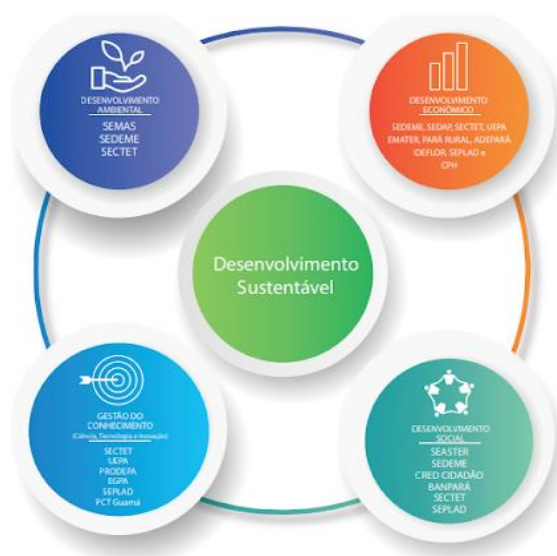 DESENVOLVIMENTO
AMBIENTAL
SEMAS
SEDEME
SECTET
DESENVOLVIMENTO
ECONÔMICO
SEDEME, SEDAP, SECTET, UEPA
EMATER, PARÁ RURAL, ADEPARÁ
IDEFLOR, SEPLAD e
CPH
Desenvolvimento
Sustentável
GESTÃO DO
CONHECIMENTO
(Ciência, Tecnologia e Inovação)
SECTET
UEPA
PRODEPA
EGPA
SEPLAD
PCT Guamá
DESENVOLVIMENTO
SOCIAL
SEASTER
SEDEME
CRED CIDADÃO
BANPARÁ
SECTET
SEPLAD